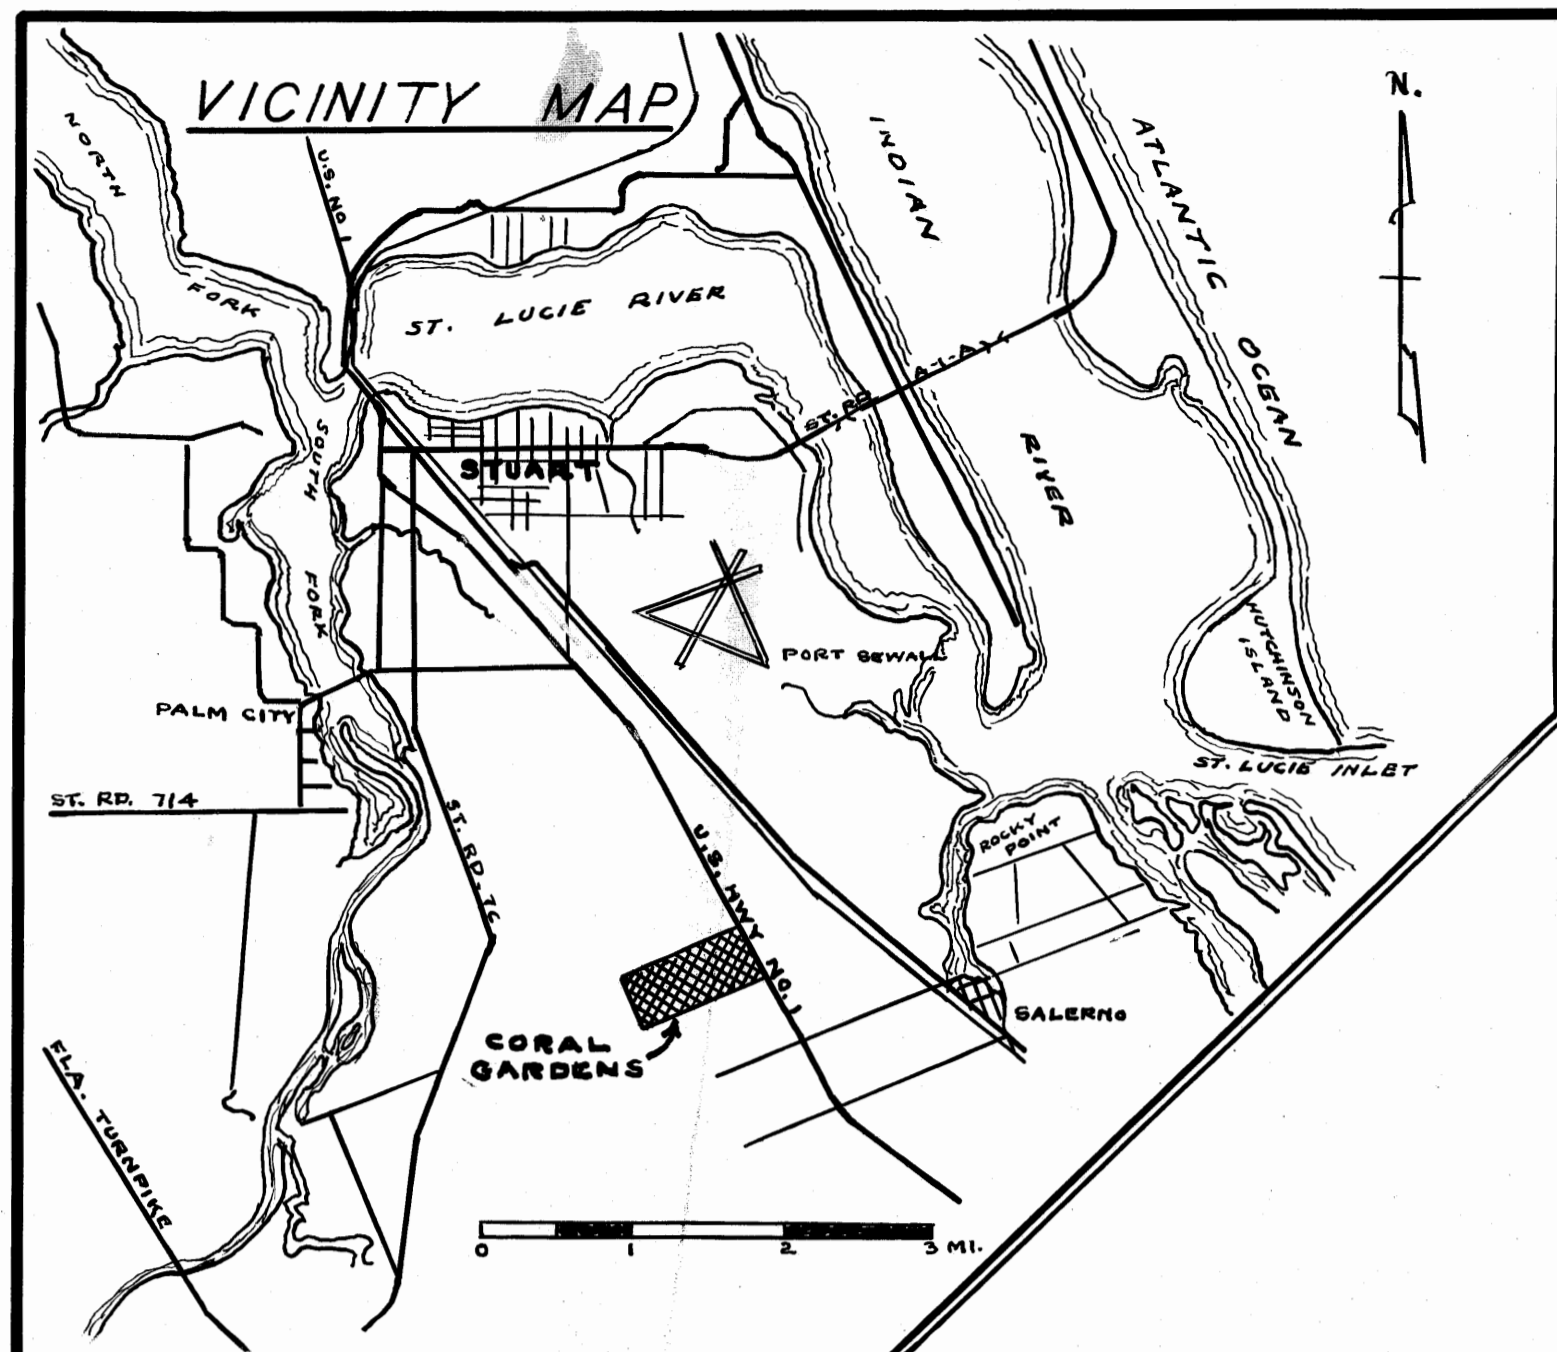 VICINITY MAP
N.
NORTH
FORK
U.S. No 1
INDIAN
RIVER
ATLANTIC
OCEAN
ST. LUCIE RIVER
ST. RD. A-1-A
SOUTH
FORK
STUART
PORT SEWALL
HUTCHINSON
ISLAND
PALM CITY
ST. LUCIE INLET
ST. RD. 714
ST. RD. 76
U.S. HWY NO. 1
ROCKY
POINT
SALERNO
CORAL
GARDENS
FLA. TURNPIKE
0 1 2 3 MI.